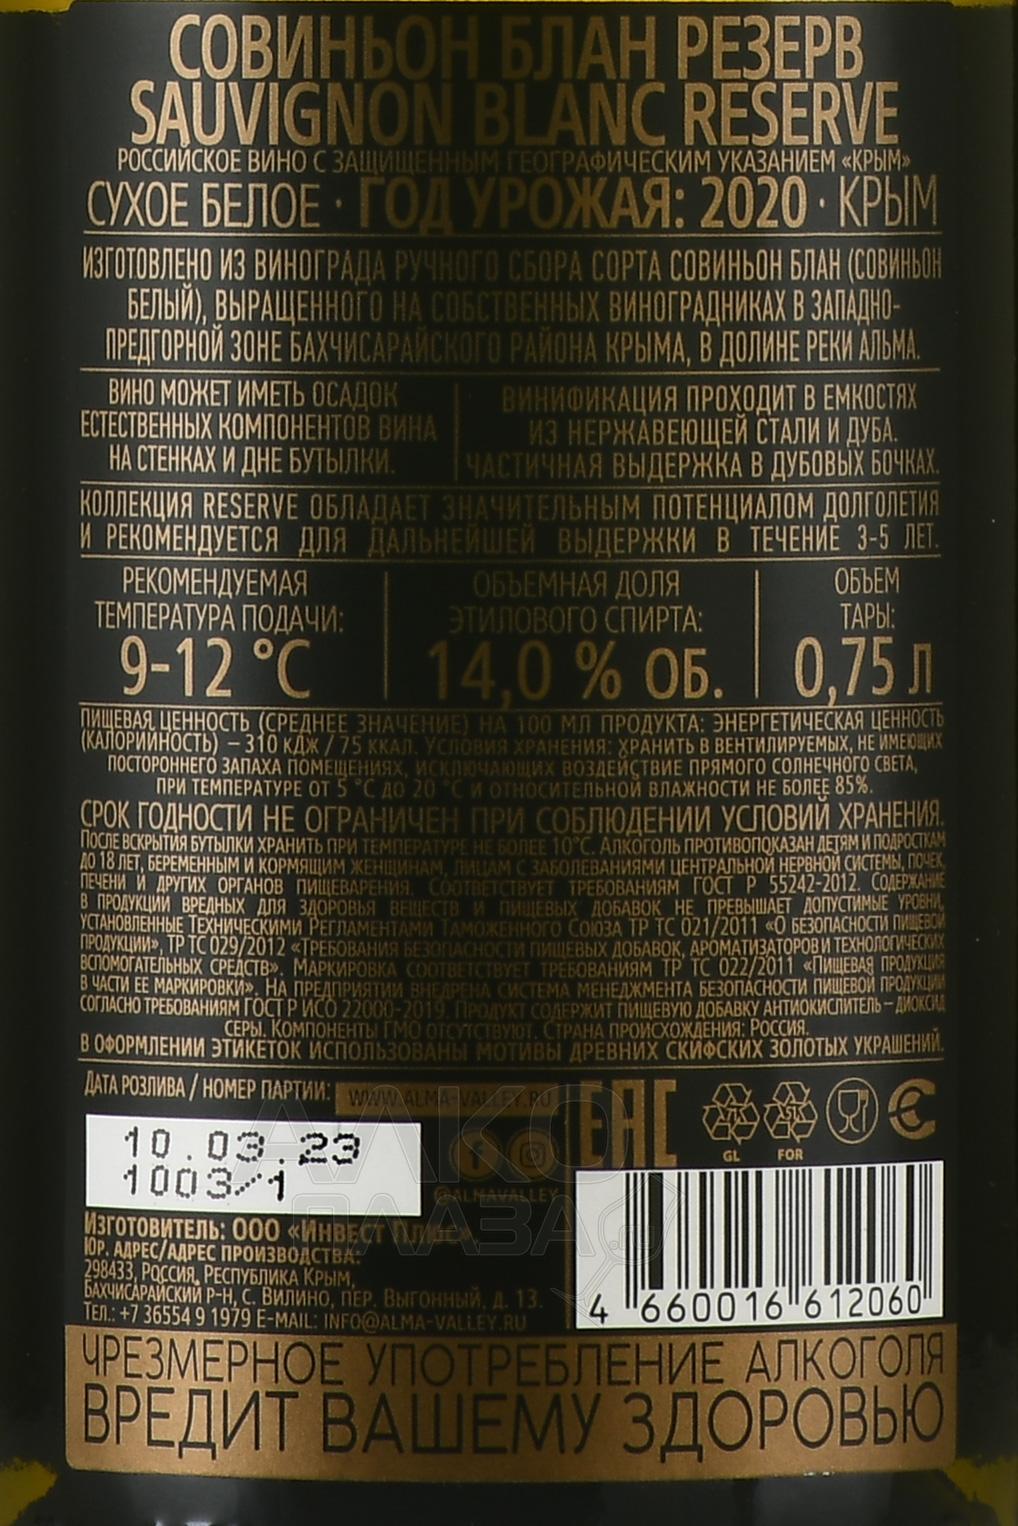 СОВИНЬОН БЛАН РЕЗЕРВ
SAUVIGNON BLANC RESERVE
РОССИЙСКОЕ ВИНО С ЗАЩИЩЕННЫМ ГЕОГРАФИЧЕСКИМ УКАЗАНИЕМ «КРЫМ»
СУХОЕ БЕЛОЕ · ГОД УРОЖАЯ: 2020 · КРЫМ
ИЗГОТОВЛЕНО ИЗ ВИНОГРАДА РУЧНОГО СБОРА СОРТА СОВИНЬОН БЛАН (СОВИНЬОН
БЕЛЫЙ), ВЫРАЩЕННОГО НА СОБСТВЕННЫХ ВИНОГРАДНИКАХ В ЗАПАДНО-
ПРЕДГОРНОЙ ЗОНЕ БАХЧИСАРАЙСКОГО РАЙОНА КРЫМА, В ДОЛИНЕ РЕКИ АЛЬМА.
ВИНО МОЖЕТ ИМЕТЬ ОСАДОК
ЕСТЕСТВЕННЫХ КОМПОНЕНТОВ ВИНА
НА СТЕНКАХ И ДНЕ БУТЫЛКИ.
ВИНИФИКАЦИЯ ПРОХОДИТ В ЕМКОСТЯХ
ИЗ НЕРЖАВЕЮЩЕЙ СТАЛИ И ДУБА.
ЧАСТИЧНАЯ ВЫДЕРЖКА В ДУБОВЫХ БОЧКАХ.
КОЛЛЕКЦИЯ RESERVE ОБЛАДАЕТ ЗНАЧИТЕЛЬНЫМ ПОТЕНЦИАЛОМ ДОЛГОЛЕТИЯ
И РЕКОМЕНДУЕТСЯ ДЛЯ ДАЛЬНЕЙШЕЙ ВЫДЕРЖКИ В ТЕЧЕНИЕ 3-5 ЛЕТ.
РЕКОМЕНДУЕМАЯ
ТЕМПЕРАТУРА ПОДАЧИ:
9-12 °C
ОБЪЕМНАЯ ДОЛЯ
ЭТИЛОВОГО СПИРТА:
14,0 % ОБ.
ОБЪЕМ
ТАРЫ:
0,75 Л
ПИЩЕВАЯ ЦЕННОСТЬ (СРЕДНЕЕ ЗНАЧЕНИЕ) НА 100 МЛ ПРОДУКТА: ЭНЕРГЕТИЧЕСКАЯ ЦЕННОСТЬ
(КАЛОРИЙНОСТЬ) – 310 КДЖ / 75 ККАЛ. УСЛОВИЯ ХРАНЕНИЯ: ХРАНИТЬ В ВЕНТИЛИРУЕМЫХ, НЕ ИМЕЮЩИХ
ПОСТОРОННЕГО ЗАПАХА ПОМЕЩЕНИЯХ, ИСКЛЮЧАЮЩИХ ВОЗДЕЙСТВИЕ ПРЯМОГО СОЛНЕЧНОГО СВЕТА,
ПРИ ТЕМПЕРАТУРЕ ОТ 5 °С ДО 20 °С И ОТНОСИТЕЛЬНОЙ ВЛАЖНОСТИ НЕ БОЛЕЕ 85%.
СРОК ГОДНОСТИ НЕ ОГРАНИЧЕН ПРИ СОБЛЮДЕНИИ УСЛОВИЙ ХРАНЕНИЯ.
ПОСЛЕ ВСКРЫТИЯ БУТЫЛКИ ХРАНИТЬ ПРИ ТЕМПЕРАТУРЕ НЕ БОЛЕЕ 10°С. АЛКОГОЛЬ ПРОТИВОПОКАЗАН ДЕТЯМ И ПОДРОСТКАМ
ДО 18 ЛЕТ, БЕРЕМЕННЫМ И КОРМЯЩИМ ЖЕНЩИНАМ, ЛИЦАМ С ЗАБОЛЕВАНИЯМИ ЦЕНТРАЛЬНОЙ НЕРВНОЙ СИСТЕМЫ, ПОЧЕК,
ПЕЧЕНИ И ДРУГИХ ОРГАНОВ ПИЩЕВАРЕНИЯ. СООТВЕТСТВУЕТ ТРЕБОВАНИЯМ ГОСТ Р 55242-2012. СОДЕРЖАНИЕ
В ПРОДУКЦИИ ВРЕДНЫХ ДЛЯ ЗДОРОВЬЯ ВЕЩЕСТВ И ПИЩЕВЫХ ДОБАВОК НЕ ПРЕВЫШАЕТ ДОПУСТИМЫЕ УРОВНИ,
УСТАНОВЛЕННЫЕ ТЕХНИЧЕСКИМИ РЕГЛАМЕНТАМИ ТАМОЖЕННОГО СОЮЗА ТР ТС 021/2011 «О БЕЗОПАСНОСТИ ПИЩЕВОЙ
ПРОДУКЦИИ», ТР ТС 029/2012 «ТРЕБОВАНИЯ БЕЗОПАСНОСТИ ПИЩЕВЫХ ДОБАВОК, АРОМАТИЗАТОРОВ И ТЕХНОЛОГИЧЕСКИХ
ВСПОМОГАТЕЛЬНЫХ СРЕДСТВ». МАРКИРОВКА СООТВЕТСТВУЕТ ТРЕБОВАНИЯМ ТР ТС 022/2011 «ПИЩЕВАЯ ПРОДУКЦИЯ
В ЧАСТИ ЕЕ МАРКИРОВКИ». НА ПРЕДПРИЯТИИ ВНЕДРЕНА СИСТЕМА МЕНЕДЖМЕНТА БЕЗОПАСНОСТИ ПИЩЕВОЙ ПРОДУКЦИИ
СОГЛАСНО ТРЕБОВАНИЯМ ГОСТ Р ИСО 22000-2019. ПРОДУКТ СОДЕРЖИТ ПИЩЕВУЮ ДОБАВКУ АНТИОКИСЛИТЕЛЬ – ДИОКСИД
СЕРЫ. КОМПОНЕНТЫ ГМО ОТСУТСТВУЮТ. СТРАНА ПРОИСХОЖДЕНИЯ: РОССИЯ.
В ОФОРМЛЕНИИ ЭТИКЕТОК ИСПОЛЬЗОВАНЫ МОТИВЫ ДРЕВНИХ СКИФСКИХ ЗОЛОТЫХ УКРАШЕНИЙ.
ДАТА РОЗЛИВА / НОМЕР ПАРТИИ:
10.03.23
1003/1
WWW.ALMA-VALLEY.RU
@ALMAVALLEY
EAC
71
GL
51
FOR
ИЗГОТОВИТЕЛЬ: ООО «ИНВЕСТ ПЛЮС»,
ЮР. АДРЕС/АДРЕС ПРОИЗВОДСТВА:
298433, РОССИЯ, РЕСПУБЛИКА КРЫМ,
БАХЧИСАРАЙСКИЙ Р-Н, С. ВИЛИНО, ПЕР. ВЫГОННЫЙ, Д. 13.
ТЕЛ.: +7 36554 9 1979 E-MAIL: INFO@ALMA-VALLEY.RU
4 660016 612060
АЛКО
ПЛАЗА
ЧРЕЗМЕРНОЕ УПОТРЕБЛЕНИЕ АЛКОГОЛЯ
ВРЕДИТ ВАШЕМУ ЗДОРОВЬЮ